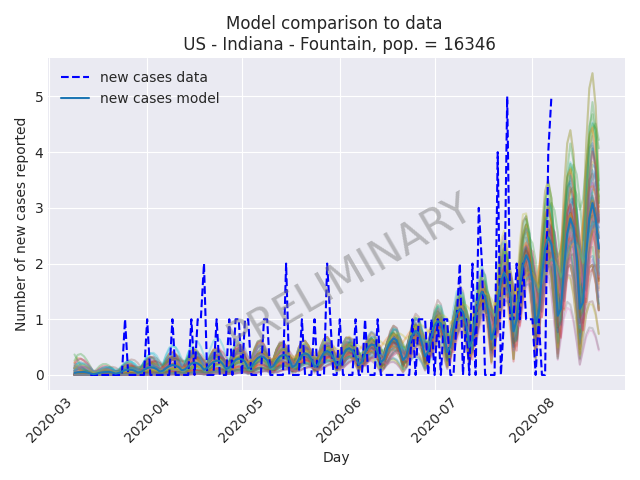 Model comparison to data
US - Indiana - Fountain, pop. = 16346
new cases data
new cases model
Number of new cases reported
5
4
3
2
1
0
PRELIMINARY
2020-03
2020-04
2020-05
2020-06
2020-07
2020-08
Day